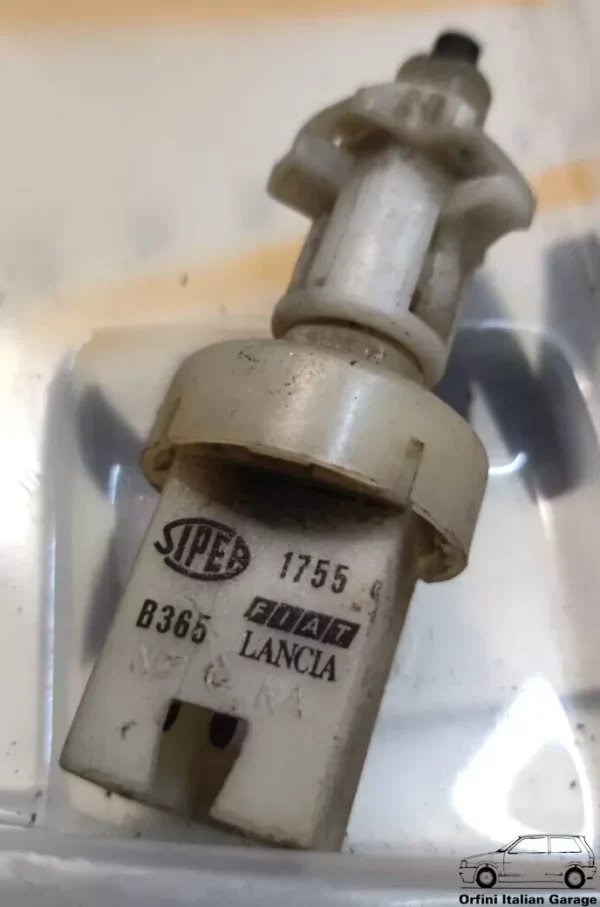 SIPEA 1755
B365 FIAT
LANCIA
Orfini Italian Garage